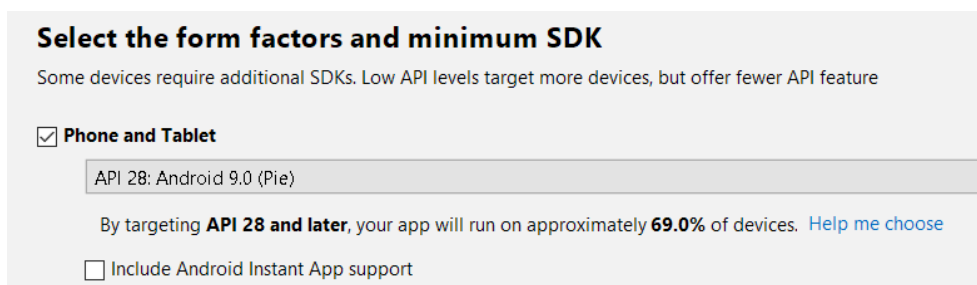 Select the form factors and minimum SDK
Some devices require additional SDKs. Low API levels target more devices, but offer fewer API feature
Phone and Tablet
API 28: Android 9.0 (Pie)
By targeting API 28 and later, your app will run on approximately 69.0% of devices. Help me choose
Include Android Instant App support